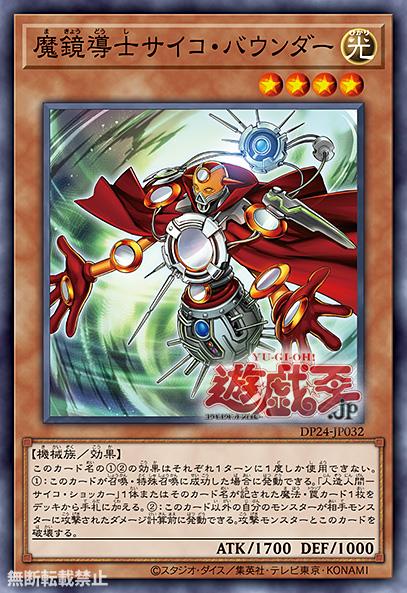 魔鏡導士サイコ・バウンダー 光
YU-GI-OH!
遊戯王.jp
DP24-JP032
【機械族／効果】
このカード名の①②の効果はそれぞれ１ターンに１度しか使用できない。
①：このカードが召喚・特殊召喚に成功した場合に発動できる。「人造人間－
サイコ・ショッカー」１体またはそのカード名が記された魔法・罠カード１枚を
デッキから手札に加える。②：このカード以外の自分のモンスターが相手モンス
ターに攻撃されたダメージ計算前に発動できる。攻撃モンスターとこのカードを
破壊する。
ATK/1700 DEF/1000
無断転載禁止 ©スタジオ・ダイス／集英社・テレビ東京・KONAMI